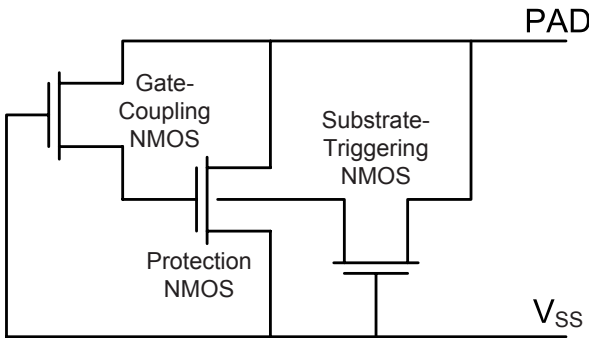 PAD
Gate-
Coupling
NMOS
Substrate-
Triggering
NMOS
Protection
NMOS
VSS